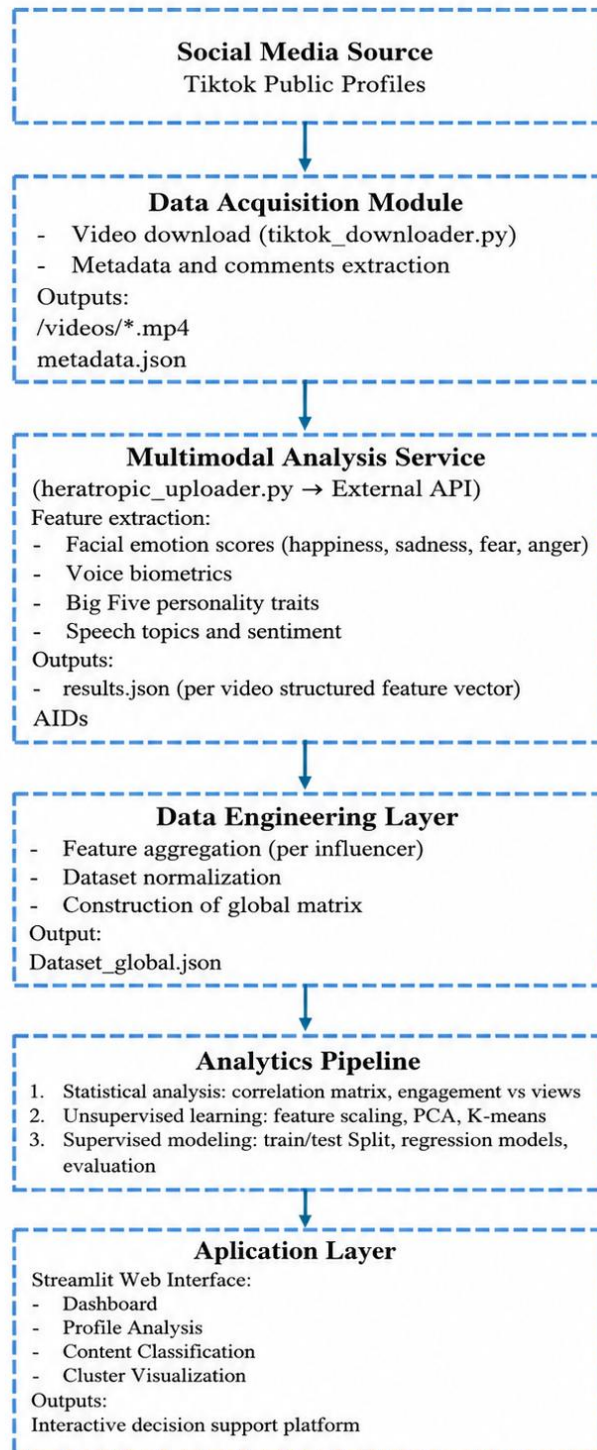 Social Media Source
Tiktok Public Profiles
Data Acquisition Module
- Video download (tiktok_downloader.py)
- Metadata and comments extraction
Outputs:
/videos/*.mp4
metadata.json
Multimodal Analysis Service
(heratropic_uploader.py → External API)
Feature extraction:
- Facial emotion scores (happiness, sadness, fear, anger)
- Voice biometrics
- Big Five personality traits
- Speech topics and sentiment
Outputs:
- results.json (per video structured feature vector)
AIDs
Data Engineering Layer
- Feature aggregation (per influencer)
- Dataset normalization
- Construction of global matrix
Output:
Dataset_global.json
Analytics Pipeline
1. Statistical analysis: correlation matrix, engagement vs views
2. Unsupervised learning: feature scaling, PCA, K-means
3. Supervised modeling: train/test Split, regression models,
evaluation
Aplication Layer
Streamlit Web Interface:
- Dashboard
- Profile Analysis
- Content Classification
- Cluster Visualization
Outputs:
Interactive decision support platform